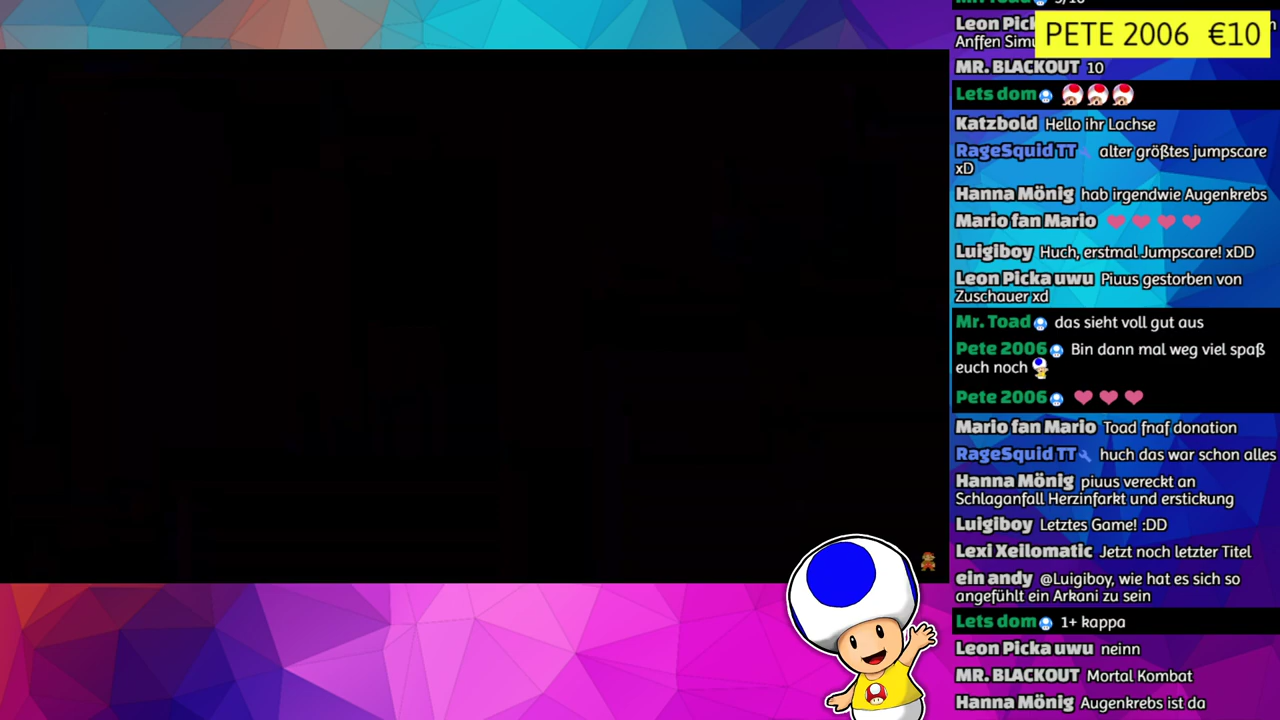 Leon Pick
Anffen Simu
PETE 2006 €10
MR. BLACKOUT 10
Lets dom
Katzbold Hello ihr Lachse
RageSquid TT alter größtes jumpscare
xD
Hanna Mönig hab irgendwie Augenkrebs
Mario fan Mario
Luigiboy Huch, erstmal Jumpscare! xDD
Leon Picka uwu Piuus gestorben von
Zuschauer xd
Mr. Toad das sieht voll gut aus
Pete 2006 Bin dann mal weg viel spaß
euch noch
Pete 2006
Mario fan Mario Toad fnaf donation
RageSquid TT huch das war schon alles
Hanna Mönig piuus vereckt an
Schlaganfall Herzinfarkt und erstickung
Luigiboy Letztes Game! :DD
Lexi Xeilomatic Jetzt noch letzter Titel
ein andy @Luigiboy, wie hat es sich so
angefühlt ein Arkani zu sein
Lets dom 1+ kappa
Leon Picka uwu neinn
MR. BLACKOUT Mortal Kombat
Hanna Mönig Augenkrebs ist da